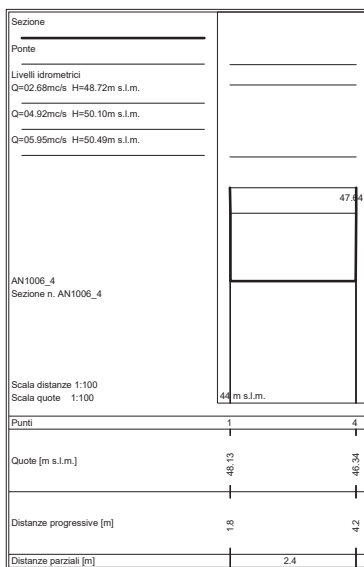 Sezione
Ponte
Livelli idrometrici
Q=02.68mc/s H=48.72m s.l.m.
Q=04.92mc/s H=50.10m s.l.m.
Q=05.95mc/s H=50.49m s.l.m.
47.64
AN1006_4
Sezione n. AN1006_4
Scala distanze 1:100
Scala quote 1:100
44 m s.l.m.
Punti 1 4
Quote [m s.l.m.] 48.13 46.34
Distanze progressive [m] 1.8 4.2
Distanze parziali [m] 2.4